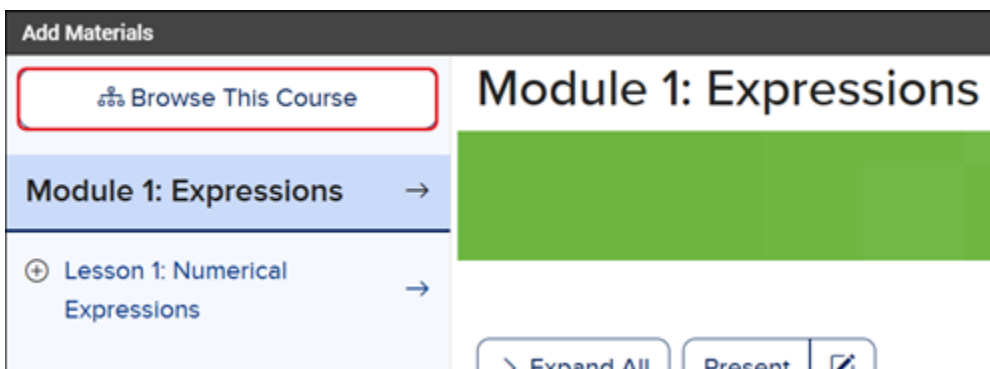 Add Materials
Browse This Course
Module 1: Expressions
Module 1: Expressions
Lesson 1: Numerical
Expressions
Expand All
Present